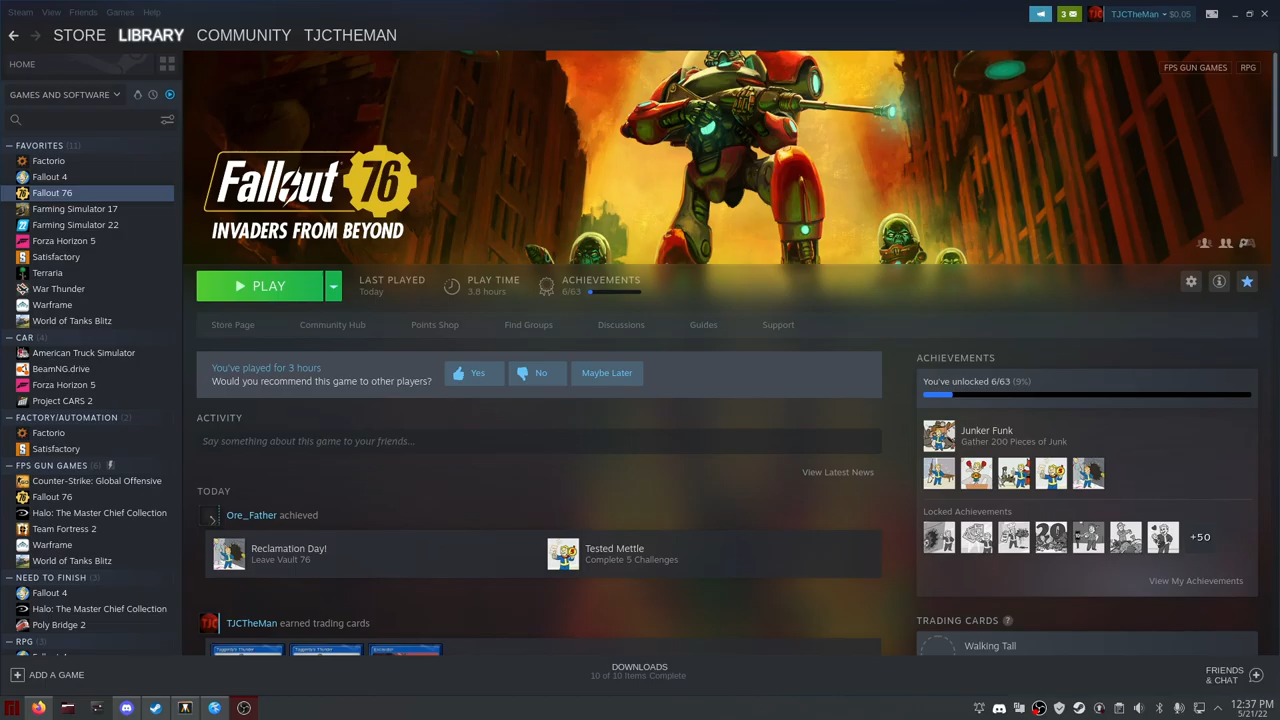 Steam View Friends Games Help
3
TJCTheMan
$0.05
STORE LIBRARY COMMUNITY TJCTHEMAN
HOME
GAMES AND SOFTWARE
FPS GUN GAMES
RPG
Fallout 76
INVADERS FROM BEYOND
FAVORITES (11)
Factorio
Fallout 4
Fallout 76
Farming Simulator 17
Farming Simulator 22
Forza Horizon 5
Satisfactory
Terraria
War Thunder
Warframe
World of Tanks Blitz
CAR (4)
American Truck Simulator
BeamNG.drive
Forza Horizon 5
Project CARS 2
FACTORY/AUTOMATION (2)
Factorio
Satisfactory
FPS GUN GAMES (6)
Counter-Strike: Global Offensive
Fallout 76
Halo: The Master Chief Collection
Team Fortress 2
Warframe
World of Tanks Blitz
NEED TO FINISH (3)
Fallout 4
Halo: The Master Chief Collection
Poly Bridge 2
RPG (3)
PLAY
LAST PLAYED
Today
PLAY TIME
3.8 hours
ACHIEVEMENTS
6/63
Store Page Community Hub Points Shop Find Groups Discussions Guides Support
You've played for 3 hours
Would you recommend this game to other players?
Yes
No
Maybe Later
ACTIVITY
Say something about this game to your friends...
View Latest News
TODAY
Ore_Father achieved
Reclamation Day!
Leave Vault 76
Tested Mettle
Complete 5 Challenges
TJCTheMan earned trading cards
ACHIEVEMENTS
You've unlocked 6/63 (9%)
Junker Funk
Gather 200 Pieces of Junk
Locked Achievements
+50
View My Achievements
TRADING CARDS ?
Walking Tall
ADD A GAME
DOWNLOADS
10 of 10 Items Complete
FRIENDS
& CHAT
12:37 PM
5/21/22